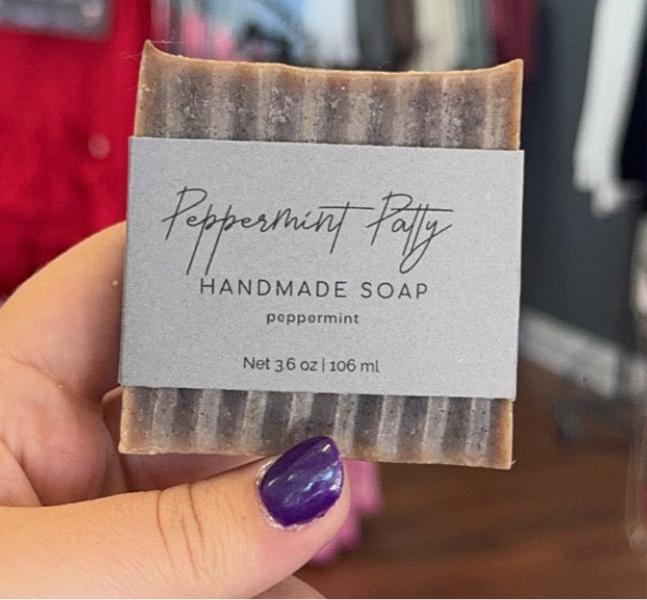 Peppermint Patty
HANDMADE SOAP
peppermint
Net 3.6 oz | 106 ml